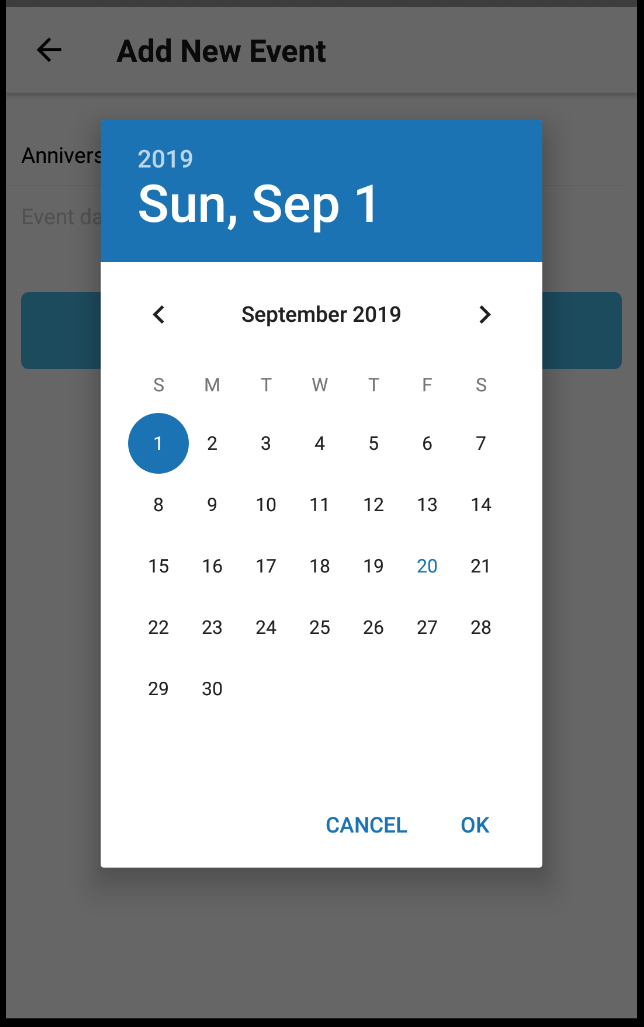 Add New Event
Annivers
Event da
2019
Sun, Sep 1
September 2019
S M T W T F S
1 2 3 4 5 6 7
8 9 10 11 12 13 14
15 16 17 18 19 20 21
22 23 24 25 26 27 28
29 30
CANCEL OK